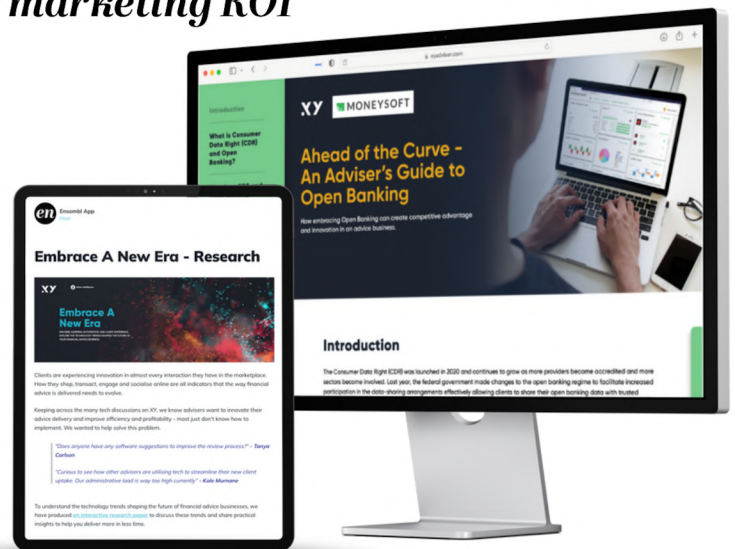 marketing ROI
xyadviser.com
Introduction
What is Consumer
Data Right (CDR)
and Open
Banking?
XY MONEYSOFT
Ahead of the Curve -
An Adviser's Guide to
Open Banking
How embracing Open Banking can create competitive advantage
and innovation in an advice business.
Introduction
The Consumer Data Right (CDR) was launched in 2020 and continues to grow as more providers become accredited and more
sectors become involved. Last year, the federal government made changes to the open banking regime to facilitate increased
participation in the data-sharing arrangements effectively allowing clients to share their open banking data with trusted
en
Ensombl App
Embrace A New Era - Research
XY
Embrace A
New Era
Clients are experiencing innovation in almost every interaction they have in the marketplace.
How they shop, transact, engage and socialise online are all indicators that the way financial
advice is delivered needs to evolve.
Keeping across the many tech discussions on XY, we know advisers want to innovate their
advice delivery and improve efficiency and profitability - most just don't know how to
implement. We wanted to help solve this problem.
"Does anyone have any software suggestions to improve the review process?" - Tanya
Carlson
"Curious to see how other advisers are utilising tech to streamline their new client
uptake. Our administrative load is way too high currently" - Kale Murnane
To understand the technology trends shaping the future of financial advice businesses, we
have produced an interactive research paper to discuss these trends and share practical
insights to help you deliver more in less time.